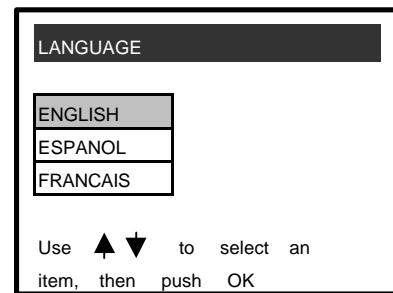 LANGUAGE
ENGLISH
ESPANOL
FRANCAIS
Use ▲ ▼ to select an
item, then push OK